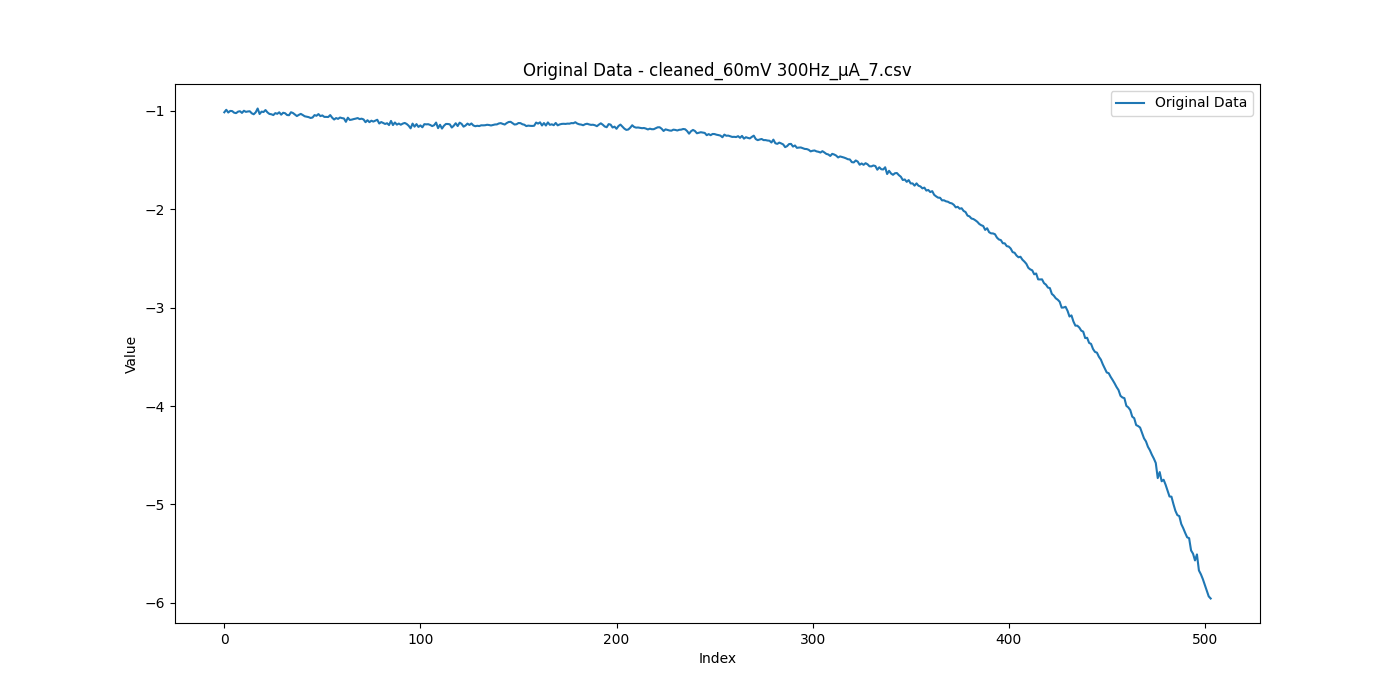 Original Data - cleaned_60mV 300Hz_µA_7.csv
Original Data
−1
−2
−3
−4
−5
−6
Value
0 100 200 300 400 500
Index